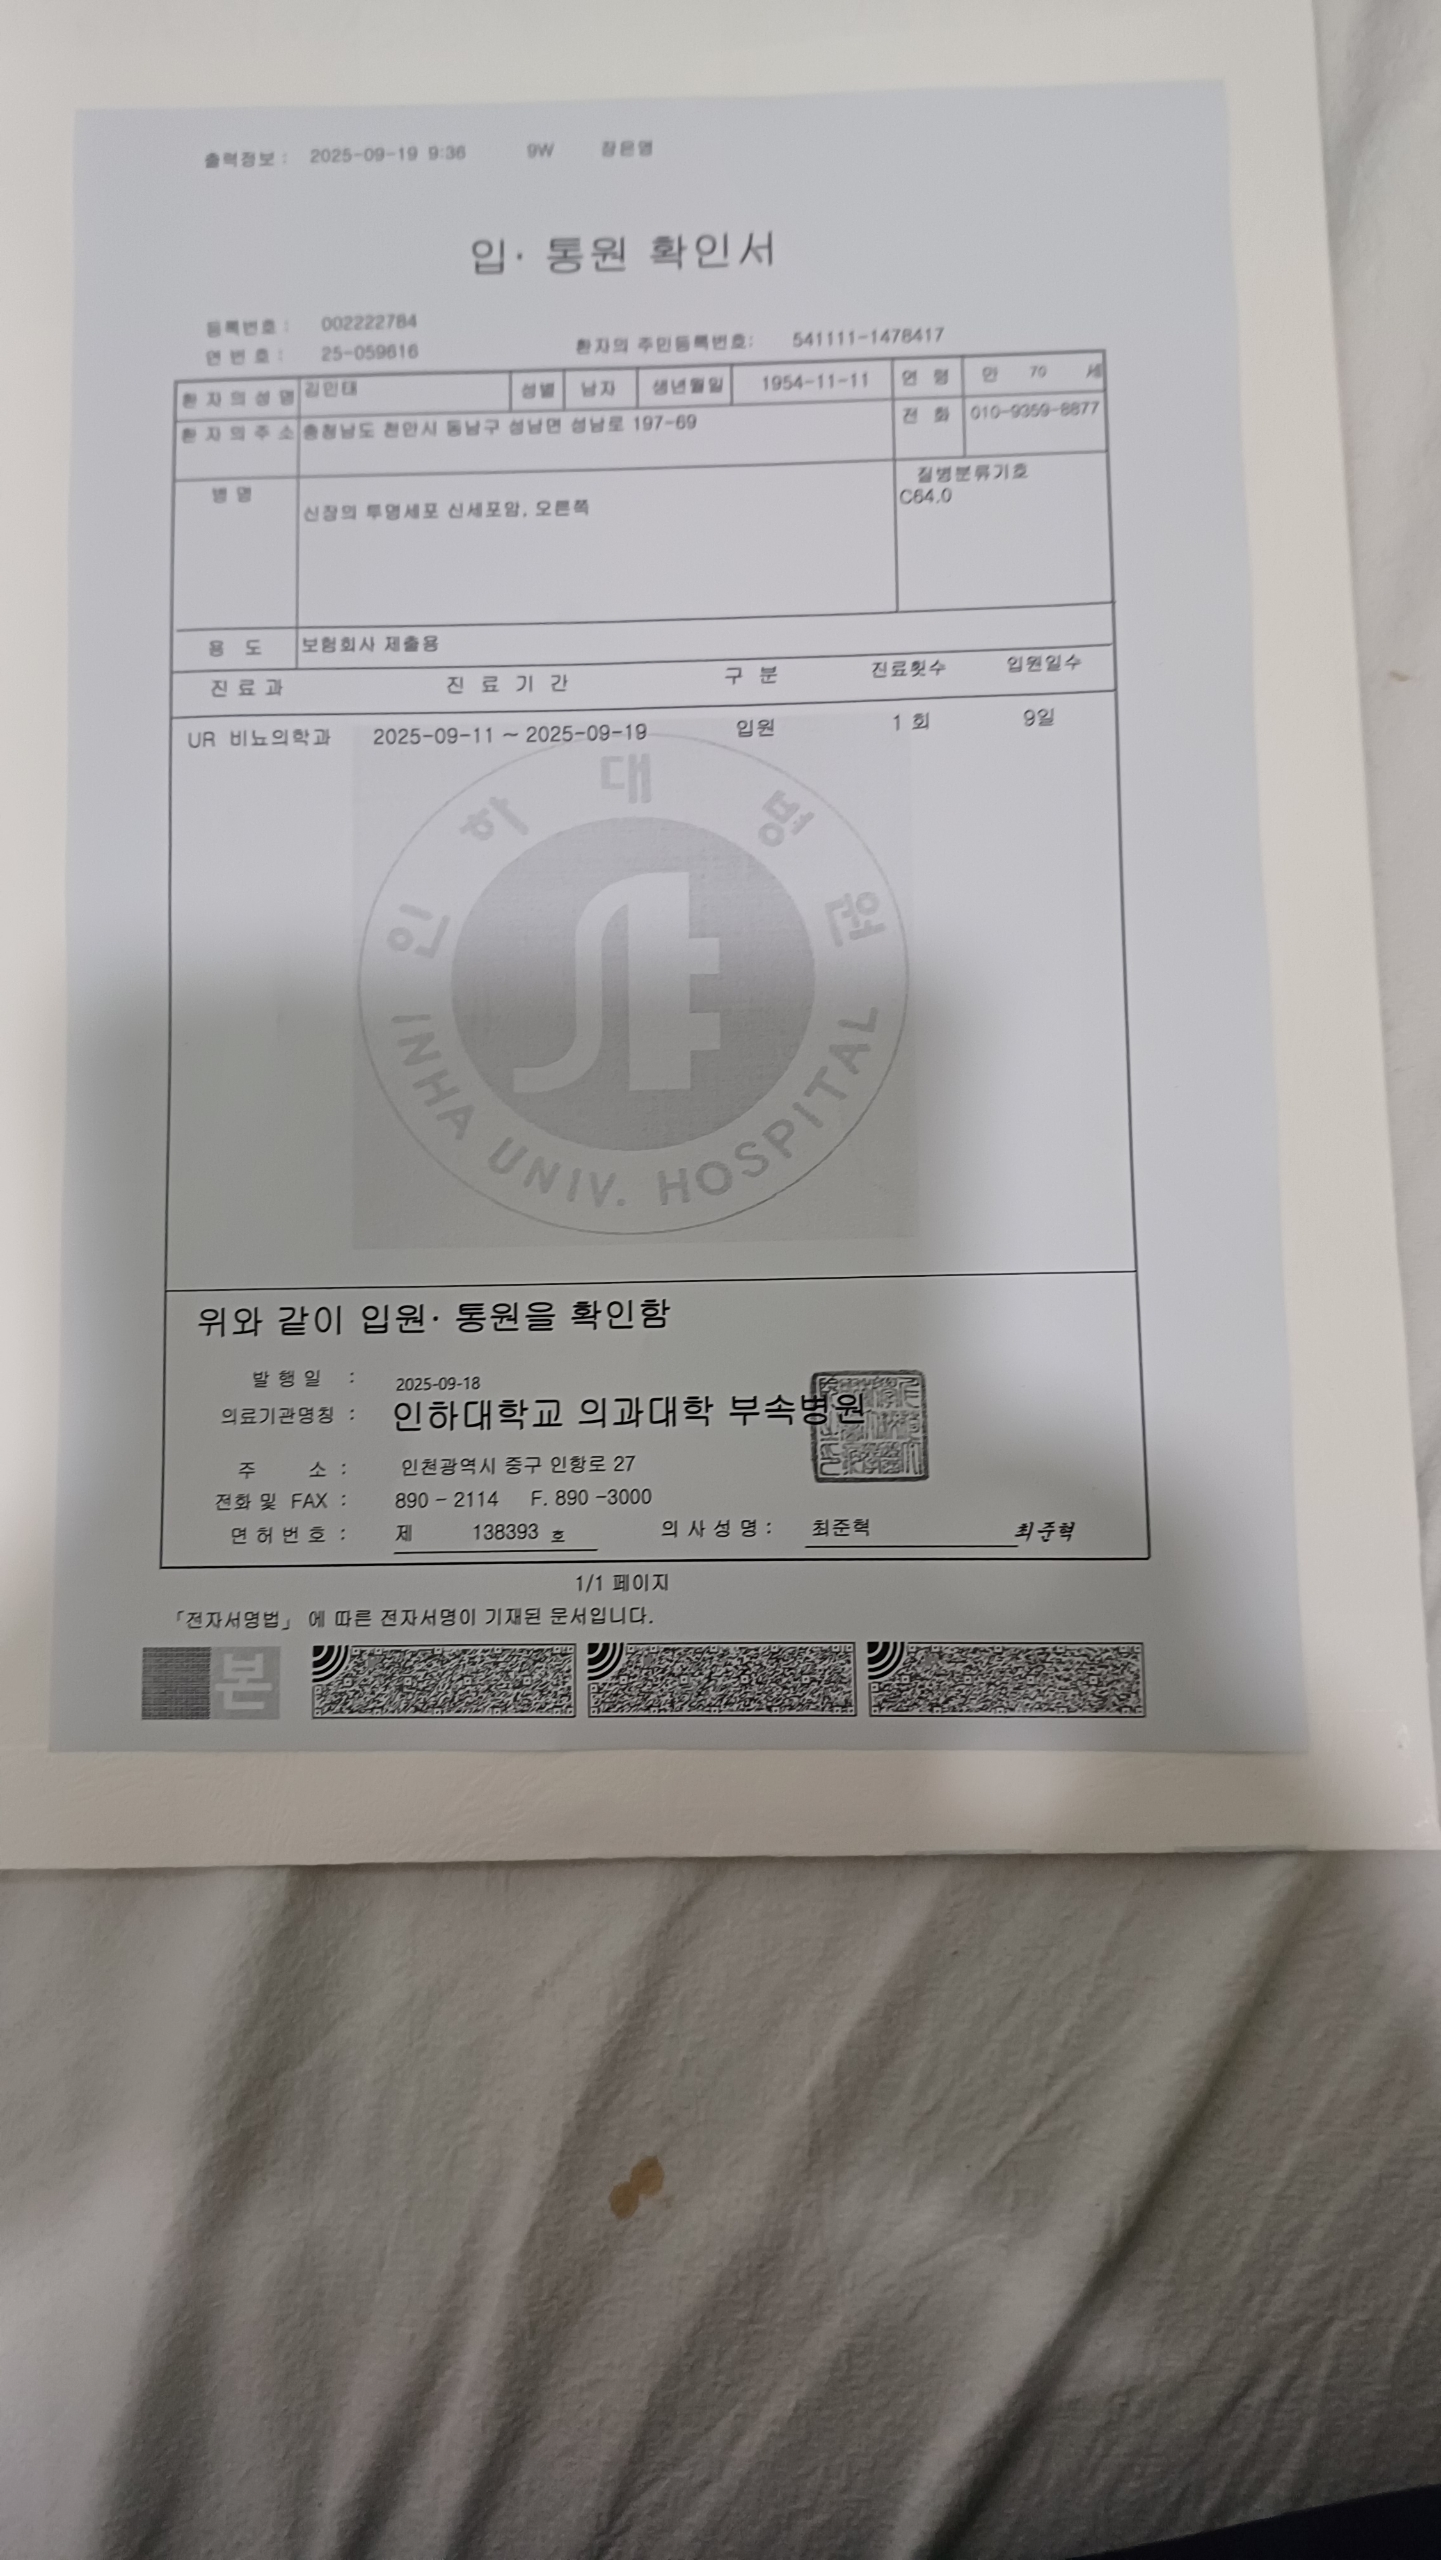 출력정보 : 2025-09-19 9:36 9W 장은영
입· 통원 확인서
등록번호 : 002222784
연 번 호 : 25-059616 환자의 주민등록번호: 541111-1478417
환 자 의 성 명 김민태 성별 남자 생년월일 1954-11-11 연 령 만 70 세
환 자 의 주 소 충청남도 천안시 동남구 성남면 성남로 197-69 전 화 010-9359-8877
병 명 질병분류기호
신장의 투명세포 신세포암, 오른쪽 C64.0
용 도 보험회사 제출용
진 료 과 진 료 기 간 구 분 진료횟수 입원일수
UR 비뇨의학과 2025-09-11 ~ 2025-09-19 입원 1 회 9일
인 하 대 병 원
INHA UNIV. HOSPITAL
위와 같이 입원· 통원을 확인함
발 행 일 : 2025-09-18
의료기관명칭 : 인하대학교 의과대학 부속병원
주 소 : 인천광역시 중구 인항로 27
전화 및 FAX : 890 - 2114 F. 890 -3000
면 허 번 호 : 제 138393 호 의 사 성 명 : 최준혁 최준혁
1/1 페이지
「전자서명법」 에 따른 전자서명이 기재된 문서입니다.
본